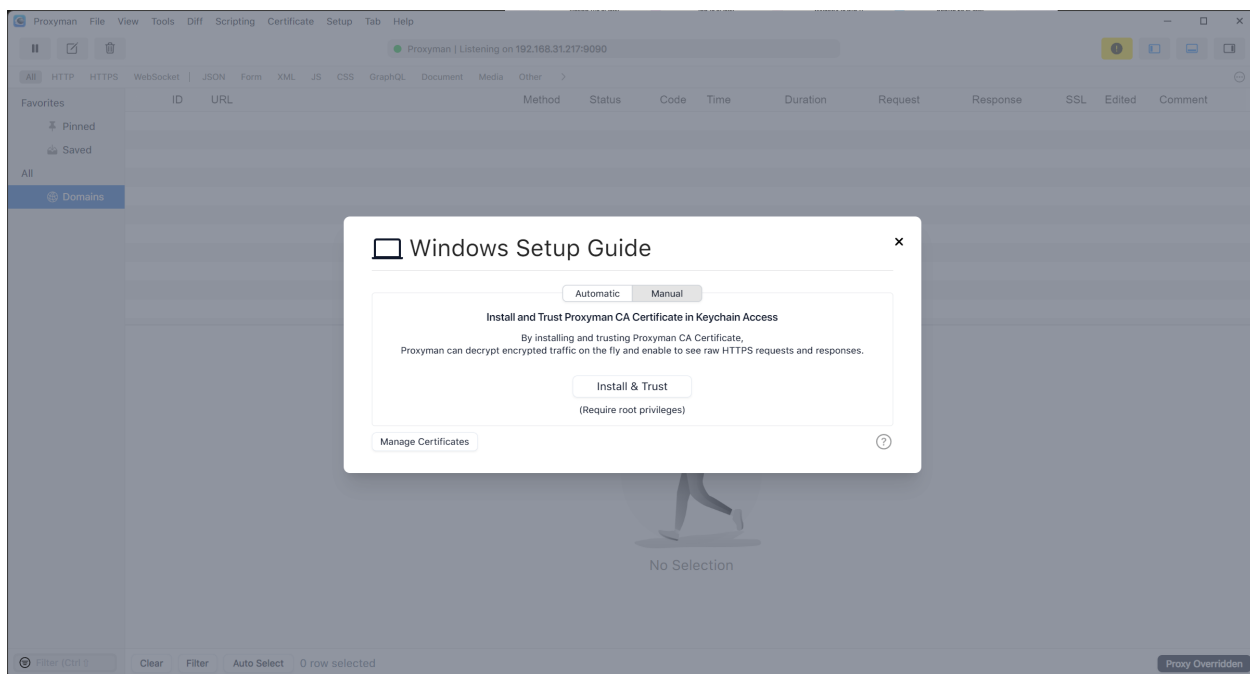 Proxyman File View Tools Diff Scripting Certificate Setup Tab Help
Proxyman | Listening on 192.168.31.217:9090
All HTTP HTTPS WebSocket JSON Form XML JS CSS GraphQL Document Media Other
Favorites
ID URL Method Status Code Time Duration Request Response SSL Edited Comment
Pinned
Saved
All
Domains
Windows Setup Guide
Automatic Manual
Install and Trust Proxyman CA Certificate in Keychain Access
By installing and trusting Proxyman CA Certificate,
Proxyman can decrypt encrypted traffic on the fly and enable to see raw HTTPS requests and responses.
Install & Trust
(Require root privileges)
Manage Certificates
?
No Selection
Clear Filter Auto Select 0 row selected
Proxy Overridden